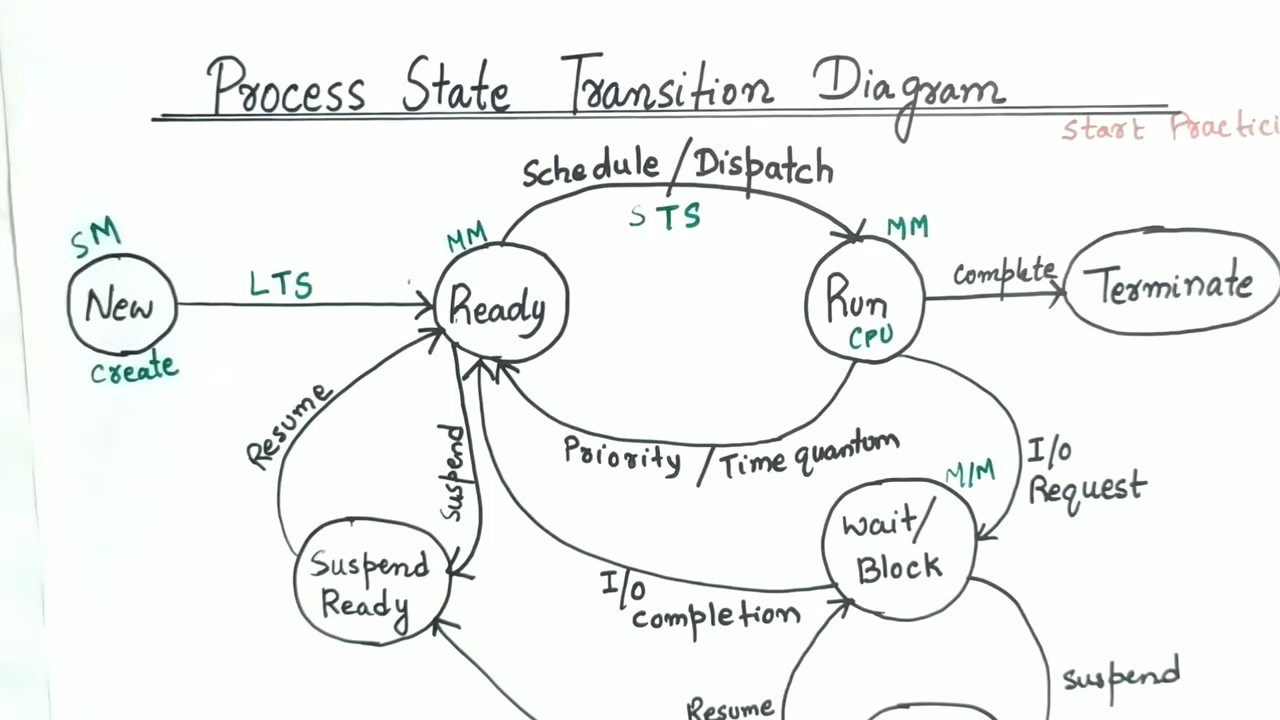 Process State Transition Diagram
Start Practici
Schedule / Dispatch
STS
SM
New
create
LTS
MM
Ready
MM
Run
CPU
complete
Terminate
Resume
Suspend
Priority / Time quantum
I/O
Request
M/M
Wait/
Block
Suspend
Ready
I/O
completion
Resume
Suspend